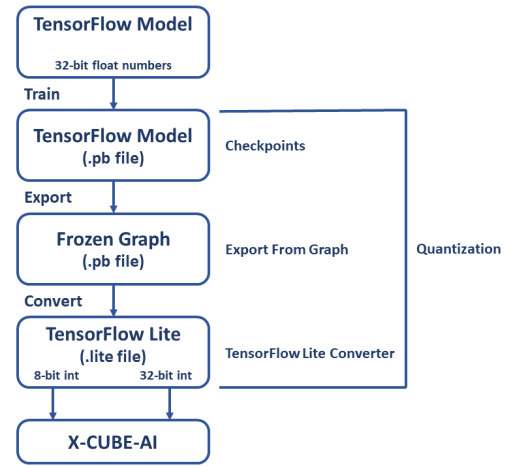 TensorFlow Model
32-bit float numbers
Train
TensorFlow Model
(.pb file)
Checkpoints
Export
Frozen Graph
(.pb file)
Export From Graph
Quantization
Convert
TensorFlow Lite
(.lite file)
8-bit int 32-bit int
TensorFlow Lite Converter
X-CUBE-AI